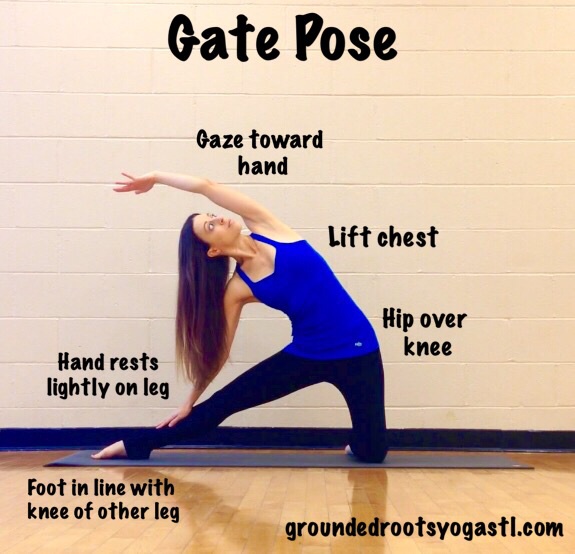 Gate Pose
Gaze toward
hand
Lift chest
Hip over
knee
Hand rests
lightly on leg
Foot in line with
knee of other leg
groundedrootsyogastl.com